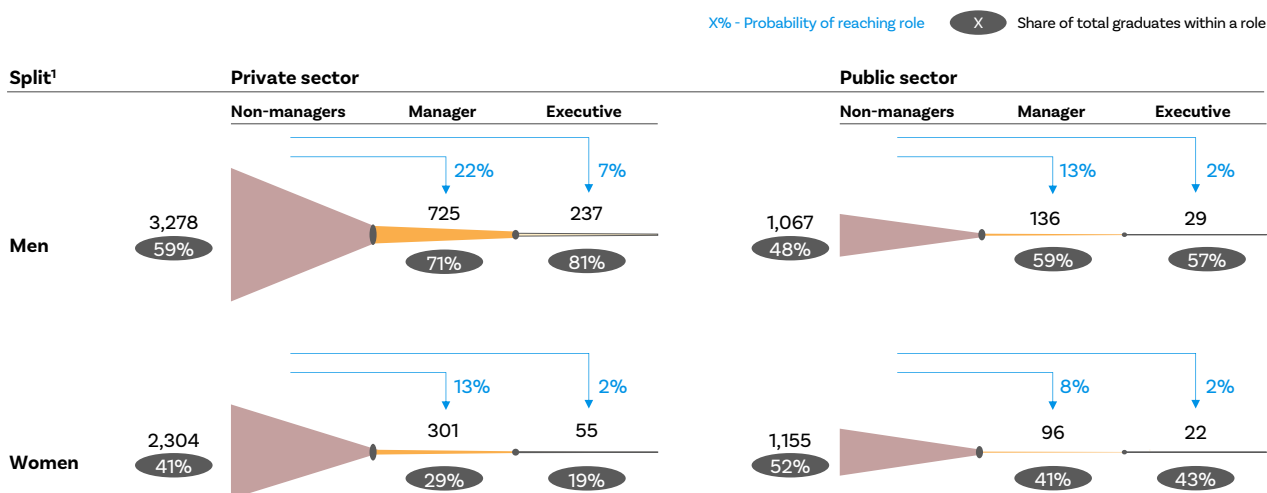 X% - Probability of reaching role X Share of total graduates within a role
Split¹ Private sector Public sector
Non-managers Manager Executive Non-managers Manager Executive
22% 7% 13% 2%
3,278 725 237 1,067 136 29
Men 59% 71% 81% 48% 59% 57%
13% 2% 8% 2%
2,304 301 55 1,155 96 22
Women 41% 29% 19% 52% 41% 43%